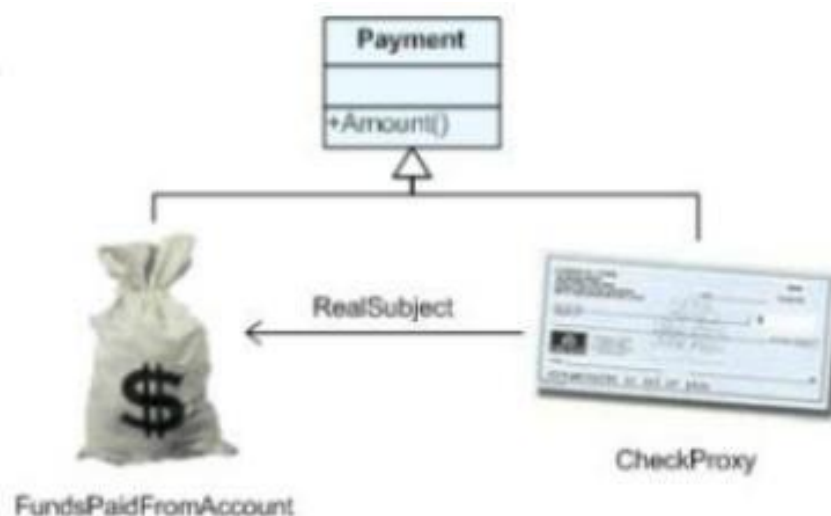 Payment
+Amount()
RealSubject
$
CheckProxy
FundsPaidFromAccount